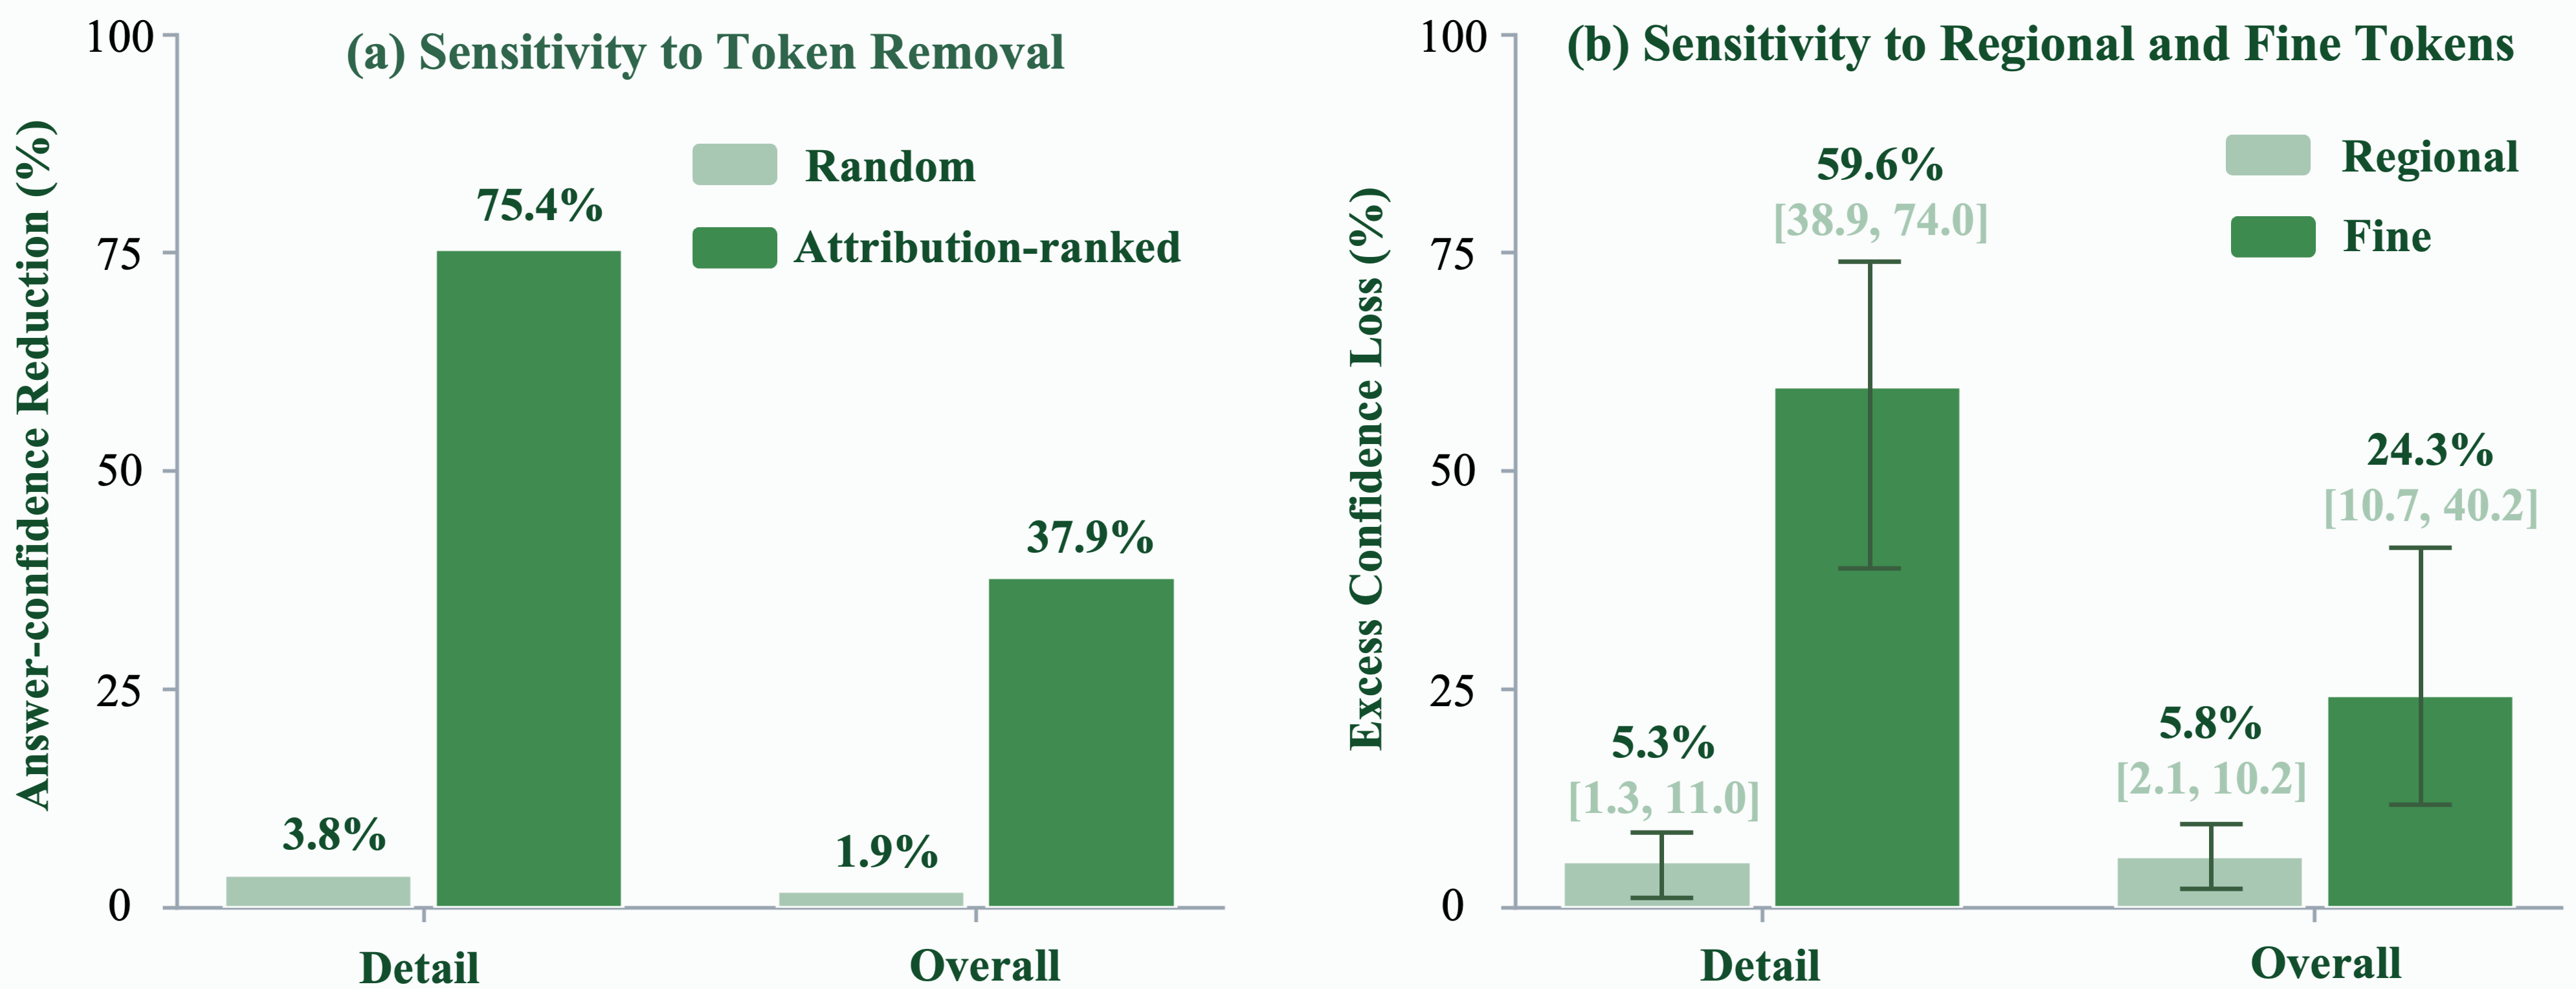 (a) Sensitivity to Token Removal
Answer-confidence Reduction (%)
100
75
50
25
0
Random
Attribution-ranked
3.8%
75.4%
1.9%
37.9%
Detail
Overall
(b) Sensitivity to Regional and Fine Tokens
Excess Confidence Loss (%)
100
75
50
25
0
Regional
Fine
5.3%
[1.3, 11.0]
59.6%
[38.9, 74.0]
5.8%
[2.1, 10.2]
24.3%
[10.7, 40.2]
Detail
Overall